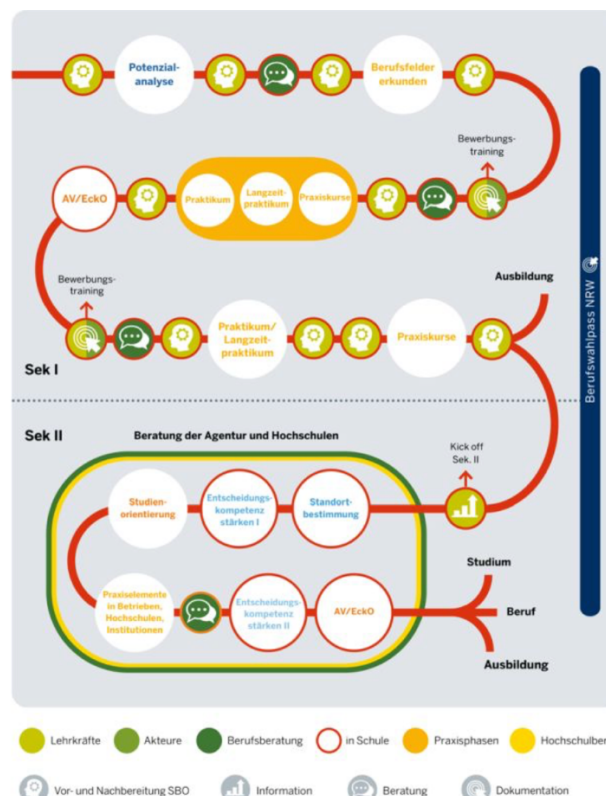 Potenzial-
analyse
Berufsfelder
erkunden
Bewerbungs-
training
AV/EckO
Praktikum
Langzeit-
praktikum
Praxiskurse
Bewerbungs-
training
Praktikum/
Langzeit-
praktikum
Praxiskurse
Ausbildung
Berufswahlpass NRW
Sek I
Sek II
Beratung der Agentur und Hochschulen
Kick off
Sek. II
Studien-
orientierung
Entscheidungs-
kompetenz
stärken I
Standort-
bestimmung
Studium
Praxiselemente
in Betrieben,
Hochschulen,
Institutionen
Entscheidungs-
kompetenz
stärken II
AV/EckO
Beruf
Ausbildung
Lehrkräfte
Akteure
Berufsberatung
in Schule
Praxisphasen
Hochschulber
Vor- und Nachbereitung SBO
Information
Beratung
Dokumentation